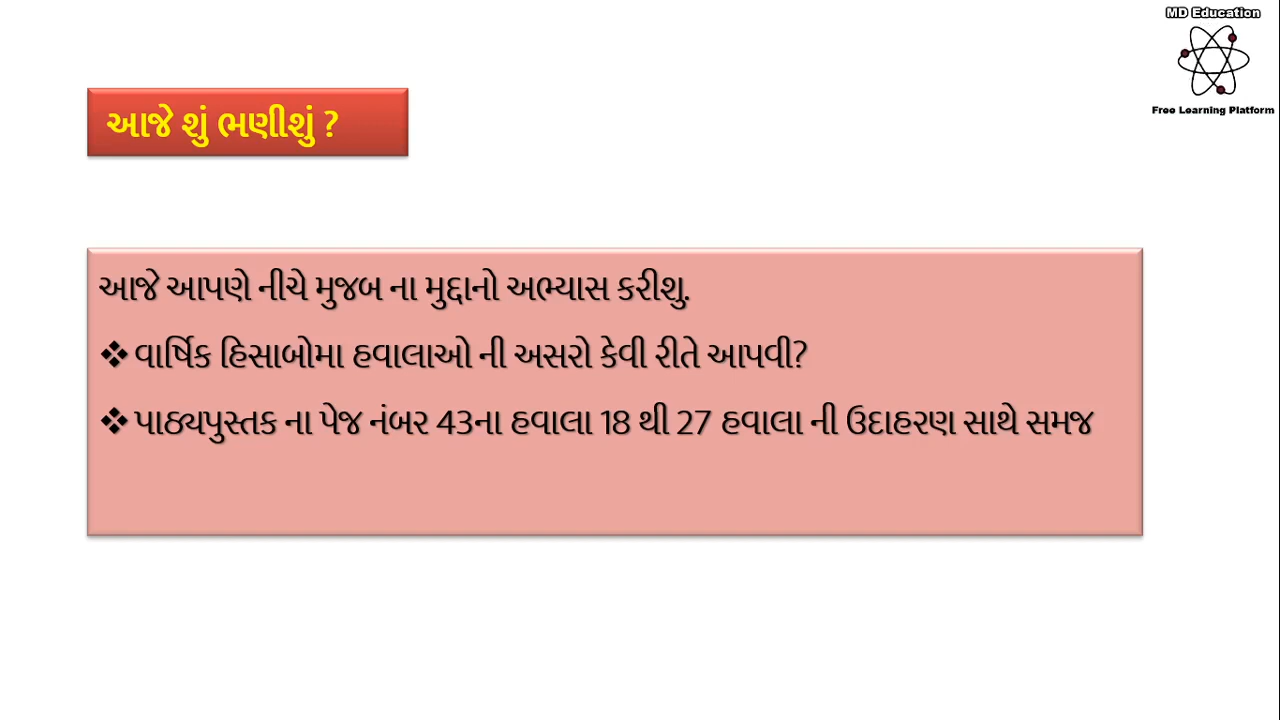 MD Education
Free Learning Platform
આજે શું ભણીશું ?
આજે આપણે નીચે મુજબ ના મુદ્દાનો અભ્યાસ કરીશુ.
❖ વાર્ષિક હિસાબોમા હવાલાઓ ની અસરો કેવી રીતે આપવી?
❖ પાઠ્યપુસ્તક ના પેજ નંબર 43ના હવાલા 18 થી 27 હવાલા ની ઉદાહરણ સાથે સમજ